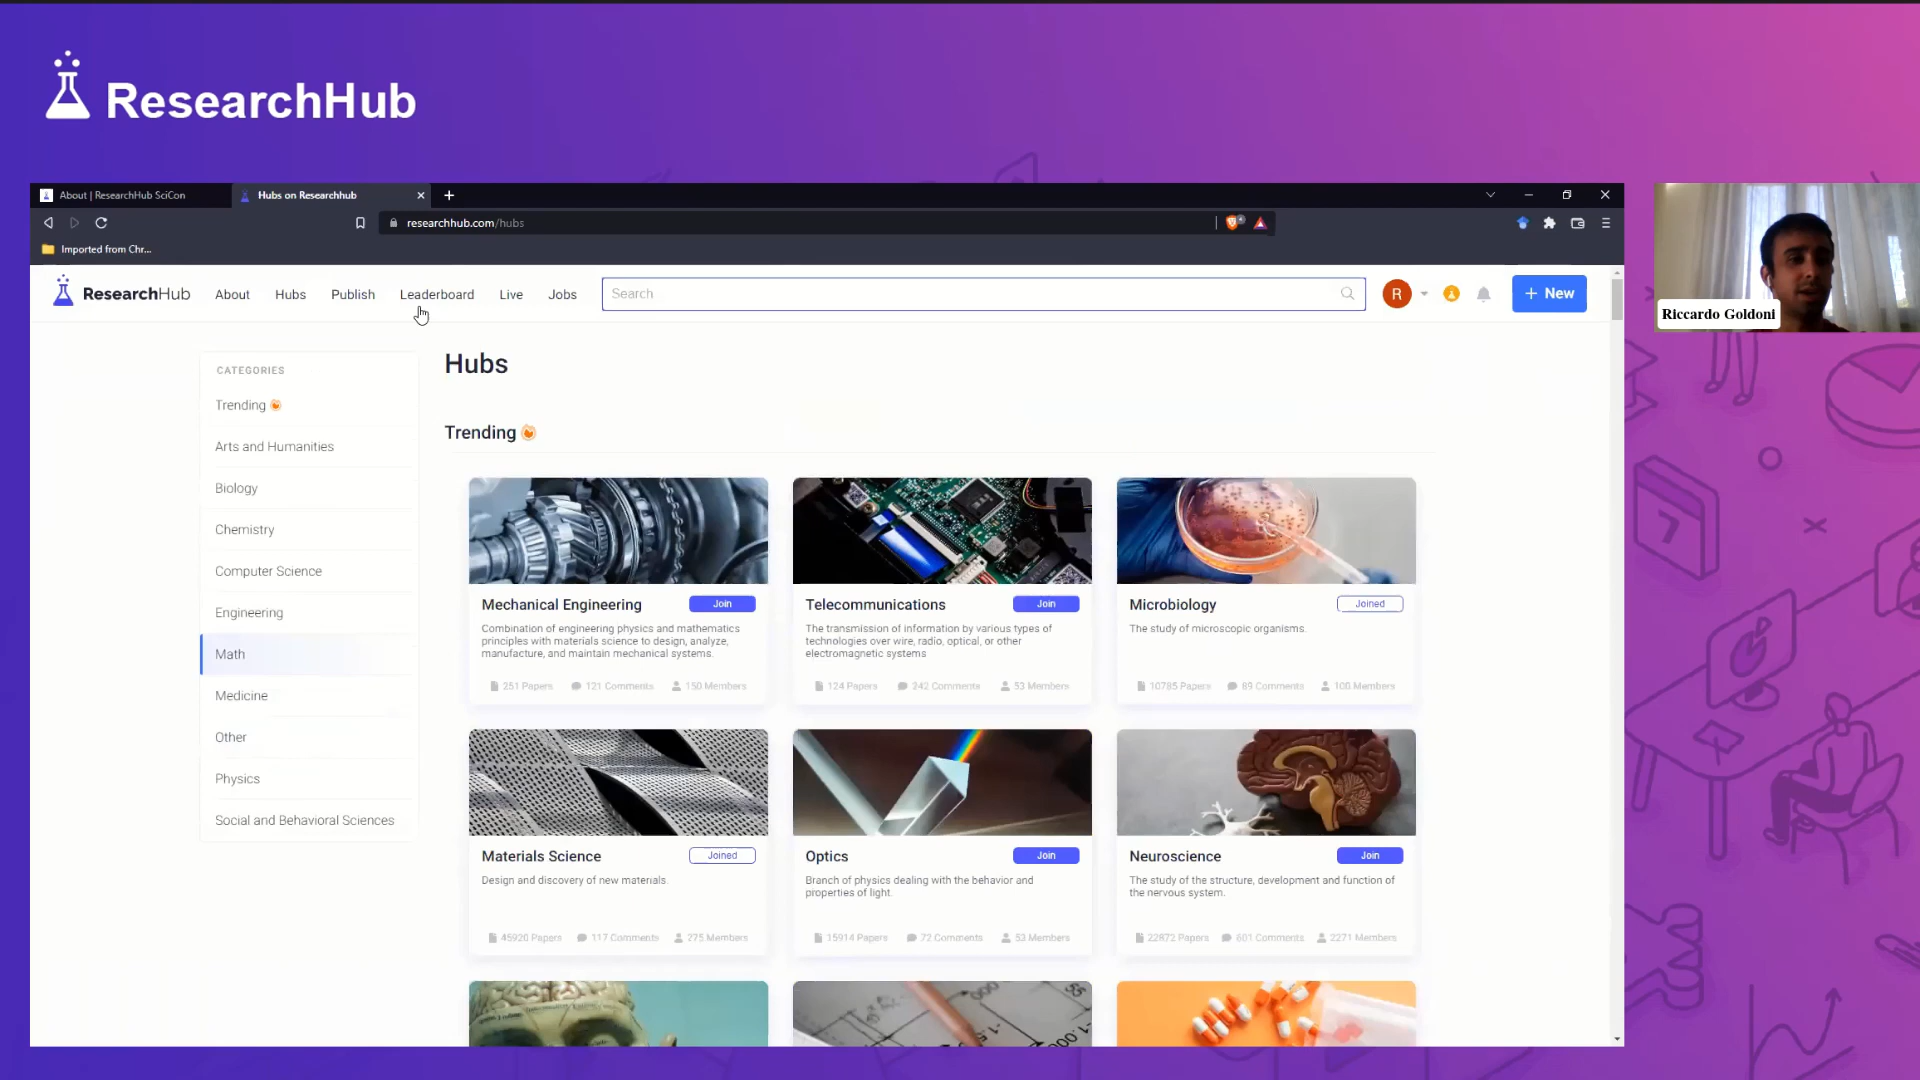 ResearchHub
About | ResearchHub SciCon
Hubs on Researchhub
researchhub.com/hubs
Imported from Chr...
ResearchHub
About
Hubs
Publish
Leaderboard
Live
Jobs
Search
R
+ New
Riccardo Goldoni
CATEGORIES
Trending
Arts and Humanities
Biology
Chemistry
Computer Science
Engineering
Math
Medicine
Other
Physics
Social and Behavioral Sciences
Hubs
Trending
Mechanical Engineering
Join
Combination of engineering physics and mathematics
principles with materials science to design, analyze,
manufacture, and maintain mechanical systems.
251 Papers
121 Comments
150 Members
Telecommunications
Join
The transmission of information by various types of
technologies over wire, radio, optical, or other
electromagnetic systems
124 Papers
242 Comments
53 Members
Microbiology
Joined
The study of microscopic organisms.
10785 Papers
89 Comments
100 Members
Materials Science
Joined
Design and discovery of new materials.
45920 Papers
117 Comments
275 Members
Optics
Join
Branch of physics dealing with the behavior and
properties of light.
15914 Papers
72 Comments
53 Members
Neuroscience
Join
The study of the structure, development and function of
the nervous system.
22872 Papers
601 Comments
2271 Members